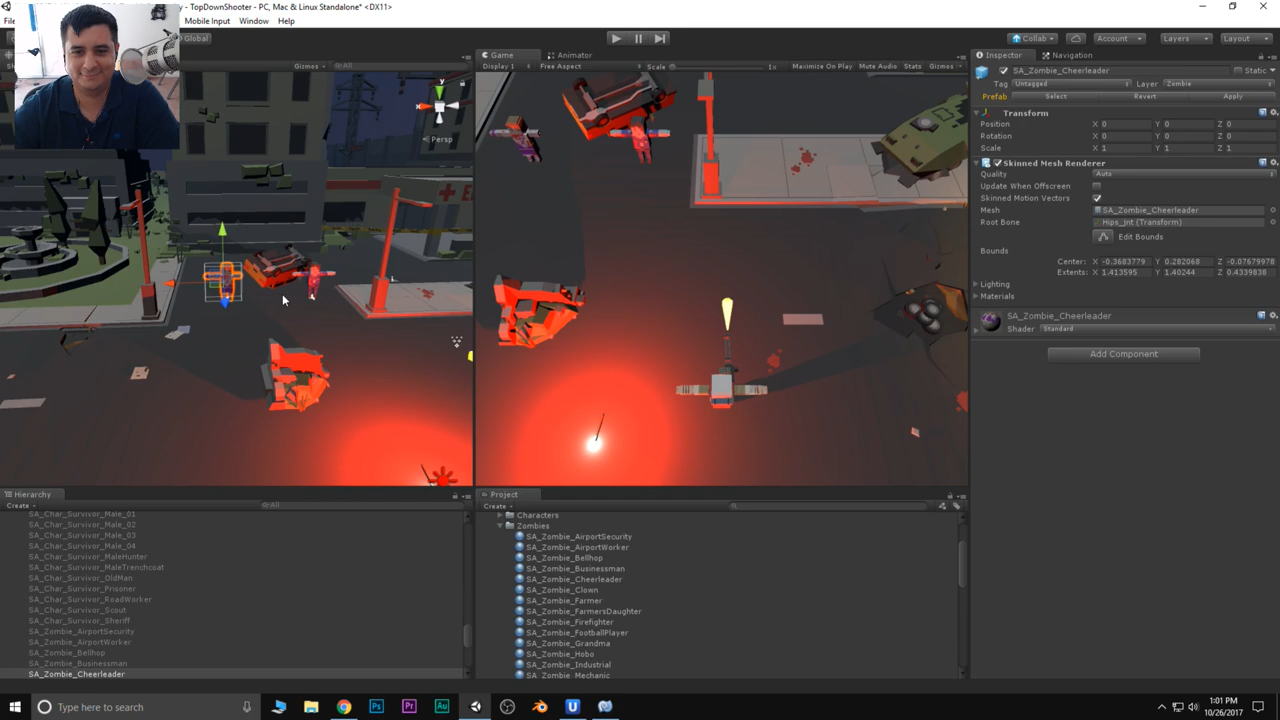 y - TopDownShooter - PC, Mac & Linux Standalone* <DX11>
Mobile Input Window Help
Global
Collab Account Layers Layout
Gizmos All
y
Persp
Game Animator
Display 1 Free Aspect Scale 1x Maximize On Play Mute Audio Stats Gizmos
Inspector Navigation
SA_Zombie_Cheerleader Static
Tag Untagged Layer Zombie
Prefab Select Revert Apply
Transform
Position X 0 Y 0 Z 0
Rotation X 0 Y 0 Z 0
Scale X 1 Y 1 Z 1
Skinned Mesh Renderer
Quality Auto
Update When Offscreen
Skinned Motion Vectors
Mesh SA_Zombie_Cheerleader
Root Bone Hips_jnt (Transform)
Edit Bounds
Bounds
Center: X -0.3683779 Y 0.282068 Z -0.07679978
Extents: X 1.413595 Y 1.40244 Z 0.4339838
Lighting
Materials
SA_Zombie_Cheerleader
Shader Standard
Add Component
Hierarchy
Create All
SA_Char_Survivor_Male_01
SA_Char_Survivor_Male_02
SA_Char_Survivor_Male_03
SA_Char_Survivor_Male_04
SA_Char_Survivor_MaleHunter
SA_Char_Survivor_MaleTrenchcoat
SA_Char_Survivor_OldMan
SA_Char_Survivor_Prisoner
SA_Char_Survivor_RoadWorker
SA_Char_Survivor_Scout
SA_Char_Survivor_Sheriff
SA_Zombie_AirportSecurity
SA_Zombie_AirportWorker
SA_Zombie_Bellhop
SA_Zombie_Businessman
SA_Zombie_Cheerleader
Project
Create
Characters
Zombies
SA_Zombie_AirportSecurity
SA_Zombie_AirportWorker
SA_Zombie_Bellhop
SA_Zombie_Businessman
SA_Zombie_Cheerleader
SA_Zombie_Clown
SA_Zombie_Farmer
SA_Zombie_FarmersDaughter
SA_Zombie_Firefighter
SA_Zombie_FootballPlayer
SA_Zombie_Grandma
SA_Zombie_Hobo
SA_Zombie_Industrial
SA_Zombie_Mechanic
Type here to search
Ps Pr Au
1:01 PM
10/26/2017